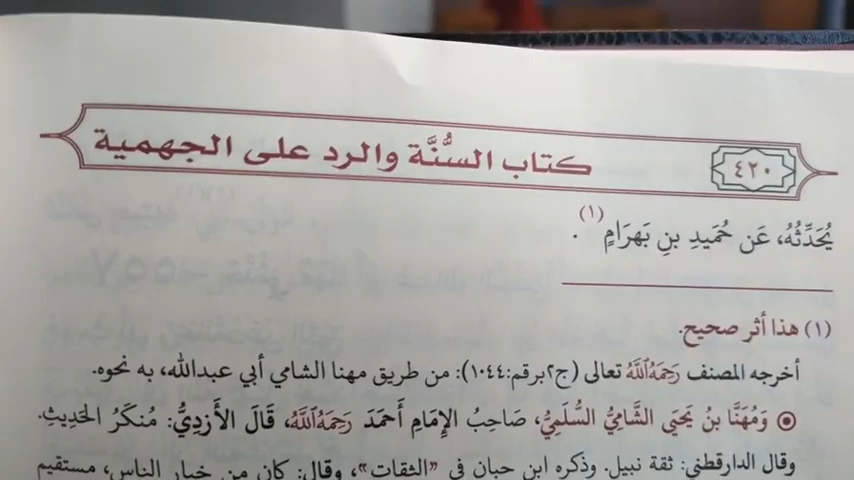 ٤٢٠
كتاب السُّنَّة والرد على الجهمية
يُحَدِّثُهُ، عَن حُمَيدِ بنِ بَهرَامٍ (١).
(١) هذا أثر صحيح.
أخرجه المصنف رَحِمَهُ اللَّهُ تعالى (ج٢برقم:١٠٤٤): من طريق مهنا الشامي أبي عبدالله، به نحوه.
وَمُهَنَّا بنُ يَحيَى الشَّامِيُّ السُّلَمِيُّ، صَاحِبُ الإِمَامِ أَحمَدَ رَحِمَهُ اللَّهُ، قَالَ الأَزدِيُّ: مُنكَرُ الحَدِيثِ.
وقال الدارقطني: ثقة نبيل. وذكره ابن حبان في "الثقات"، وقال: كان من خيار الناس، مستقيم